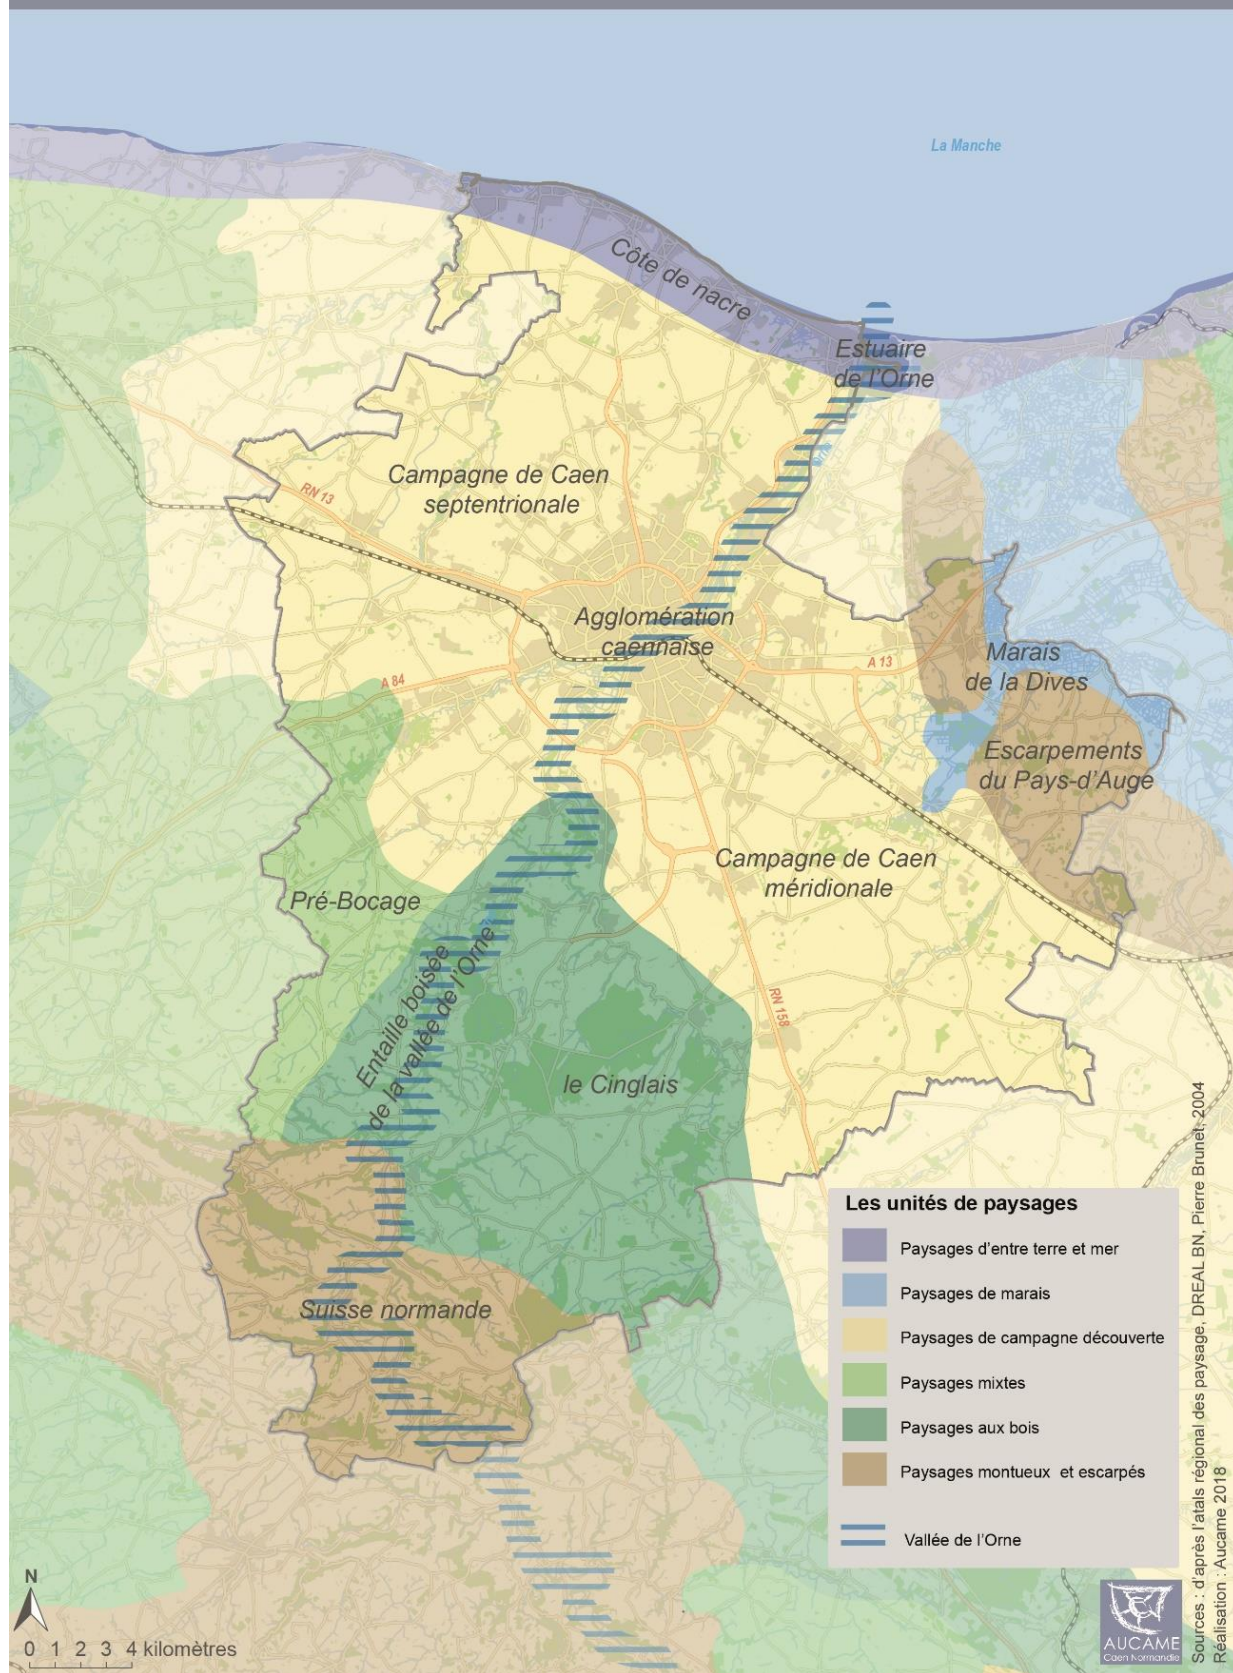 La Manche
Côte de nacre
Estuaire
de l'Orne
Campagne de Caen
septentrionale
RN 13
Agglomération
caennaise
A 13
A 84
Marais
de la Dives
Escarpements
du Pays-d'Auge
Campagne de Caen
méridionale
Pré-Bocage
Entaille boisée
de la vallée de l'Orne
RN 158
le Cinglais
Suisse normande
Les unités de paysages
Paysages d'entre terre et mer
Paysages de marais
Paysages de campagne découverte
Paysages mixtes
Paysages aux bois
Paysages montueux et escarpés
Vallée de l'Orne
N
0 1 2 3 4 kilomètres
AUCAME
Caen Normandie
Sources : d'après l'atals régional des paysage, DREAL BN, Pierre Brunet, 2004
Réalisation : Aucame 2018